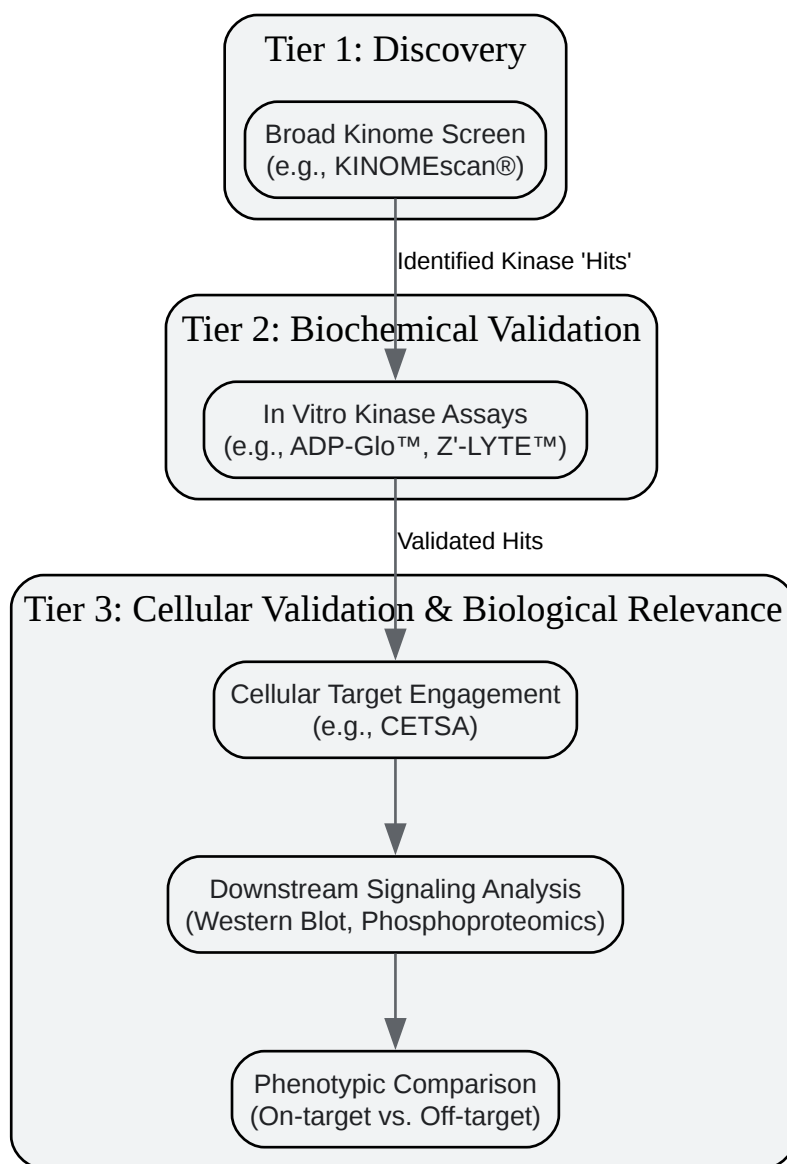 Tier 1: Discovery
Broad Kinome Screen
(e.g., KINOMEscan®)
Identified Kinase 'Hits'
Tier 2: Biochemical Validation
In Vitro Kinase Assays
(e.g., ADP-Glo™, Z'-LYTE™)
Validated Hits
Tier 3: Cellular Validation & Biological Relevance
Cellular Target Engagement
(e.g., CETSA)
Downstream Signaling Analysis
(Western Blot, Phosphoproteomics)
Phenotypic Comparison
(On-target vs. Off-target)